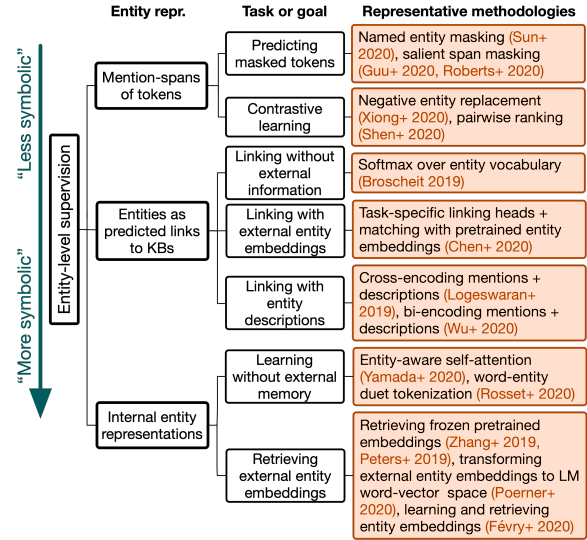 Entity repr.
Task or goal
Representative methodologies
“Less symbolic”
“More symbolic”
Entity-level supervision
Mention-spans
of tokens
Predicting
masked tokens
Named entity masking (Sun+
2020), salient span masking
(Guu+ 2020, Roberts+ 2020)
Contrastive
learning
Negative entity replacement
(Xiong+ 2020), pairwise ranking
(Shen+ 2020)
Entities as
predicted links
to KBs
Linking without
external
information
Softmax over entity vocabulary
(Broscheit 2019)
Linking with
external entity
embeddings
Task-specific linking heads +
matching with pretrained entity
embeddings (Chen+ 2020)
Linking with
entity
descriptions
Cross-encoding mentions +
descriptions (Logeswaran+
2019), bi-encoding mentions +
descriptions (Wu+ 2020)
Internal entity
representations
Learning
without external
memory
Entity-aware self-attention
(Yamada+ 2020), word-entity
duet tokenization (Rosset+ 2020)
Retrieving
external entity
embeddings
Retrieving frozen pretrained
embeddings (Zhang+ 2019,
Peters+ 2019), transforming
external entity embeddings to LM
word-vector space (Poerner+
2020), learning and retrieving
entity embeddings (Févry+ 2020)